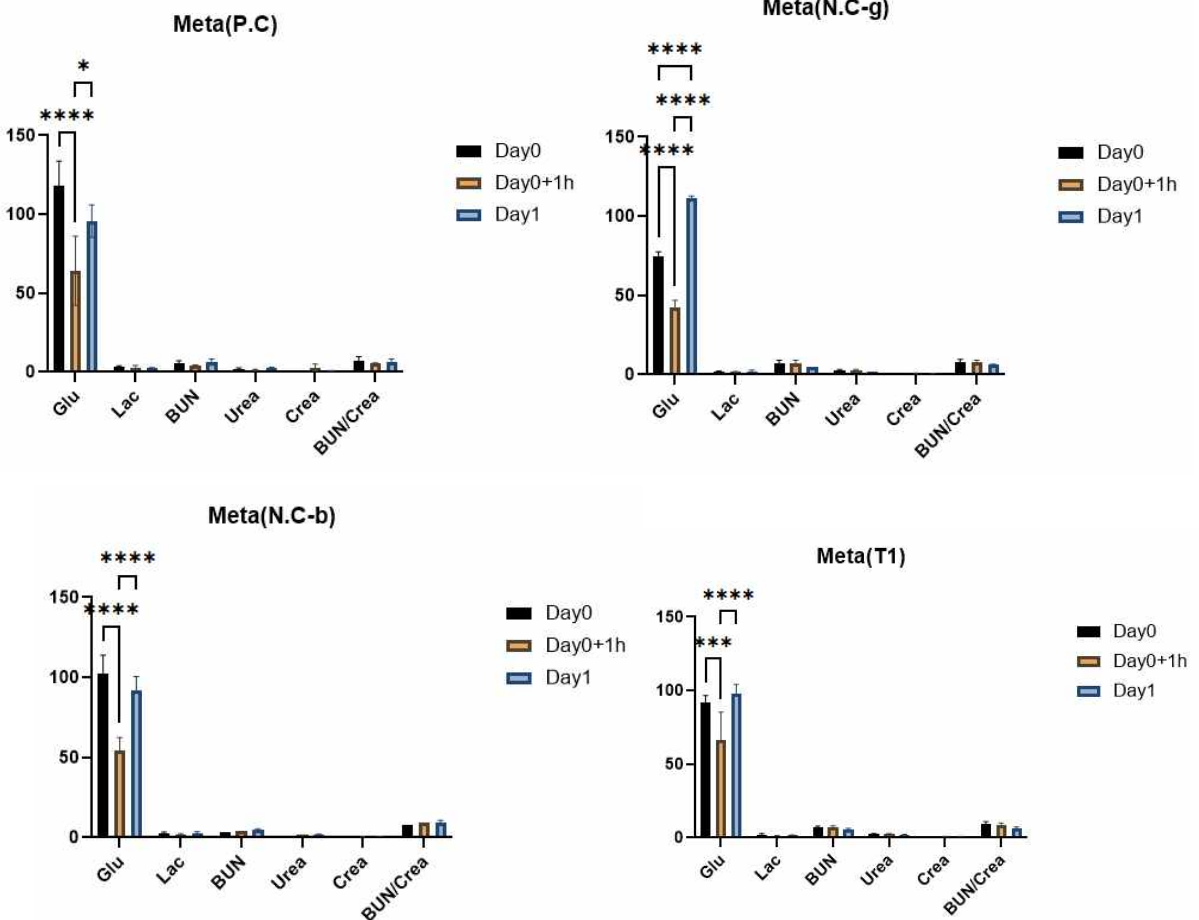 Meta(P.C)
*
****
150
100
50
0
Glu
Lac
BUN
Urea
Crea
BUN/Crea
Day0
Day0+1h
Day1
Meta(N.C-g)
****
****
****
150
100
50
0
Glu
Lac
BUN
Urea
Crea
BUN/Crea
Day0
Day0+1h
Day1
Meta(N.C-b)
****
****
150
100
50
0
Glu
Lac
BUN
Urea
Crea
BUN/Crea
Day0
Day0+1h
Day1
Meta(T1)
****
***
150
100
50
0
Glu
Lac
BUN
Urea
Crea
BUN/Crea
Day0
Day0+1h
Day1